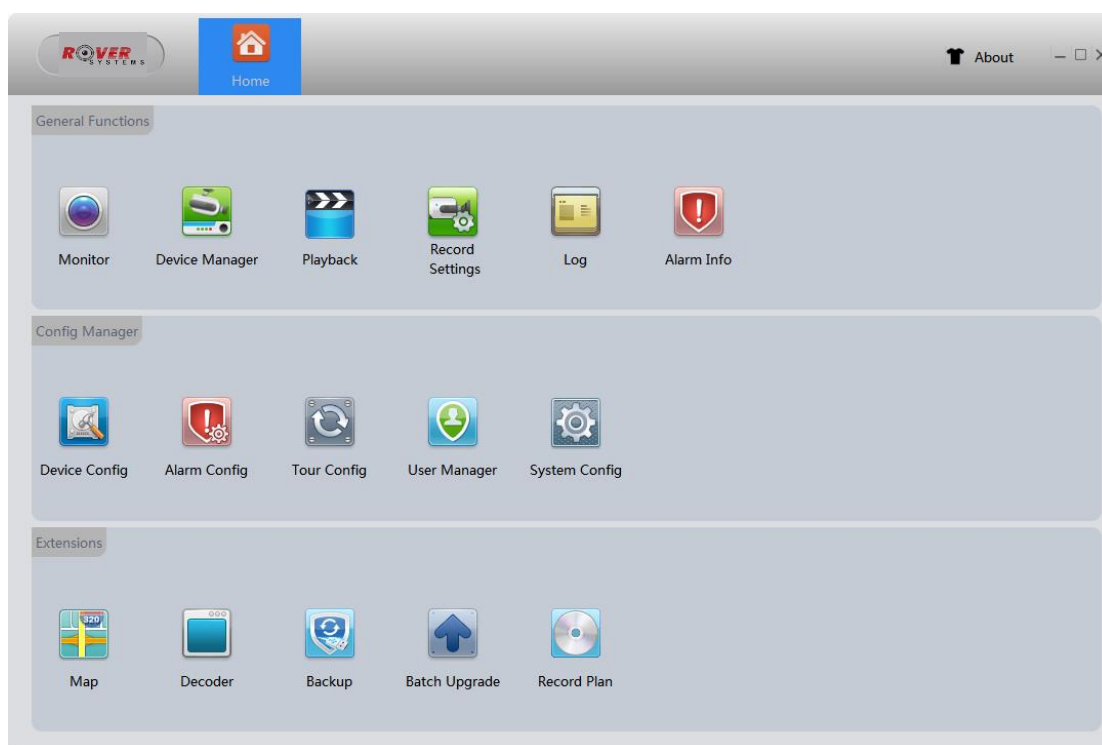 ROVER
SYSTEMS
Home
About
General Functions
Monitor
Device Manager
Playback
Record
Settings
Log
Alarm Info
Config Manager
Device Config
Alarm Config
Tour Config
User Manager
System Config
Extensions
320
Map
Decoder
Backup
Batch Upgrade
Record Plan